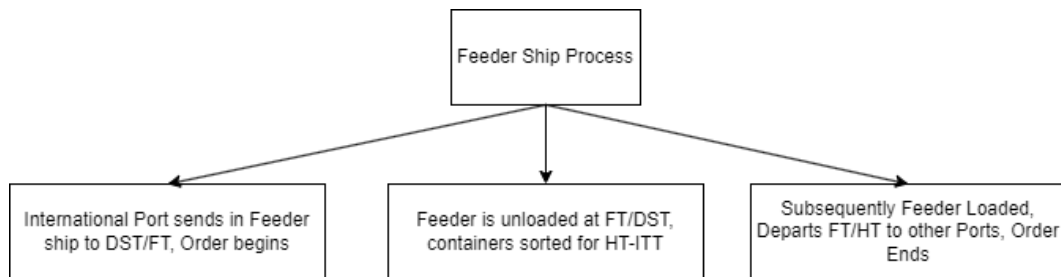 Feeder Ship Process
International Port sends in Feeder
ship to DST/FT, Order begins
Feeder is unloaded at FT/DST,
containers sorted for HT-ITT
Subsequently Feeder Loaded,
Departs FT/HT to other Ports, Order
Ends